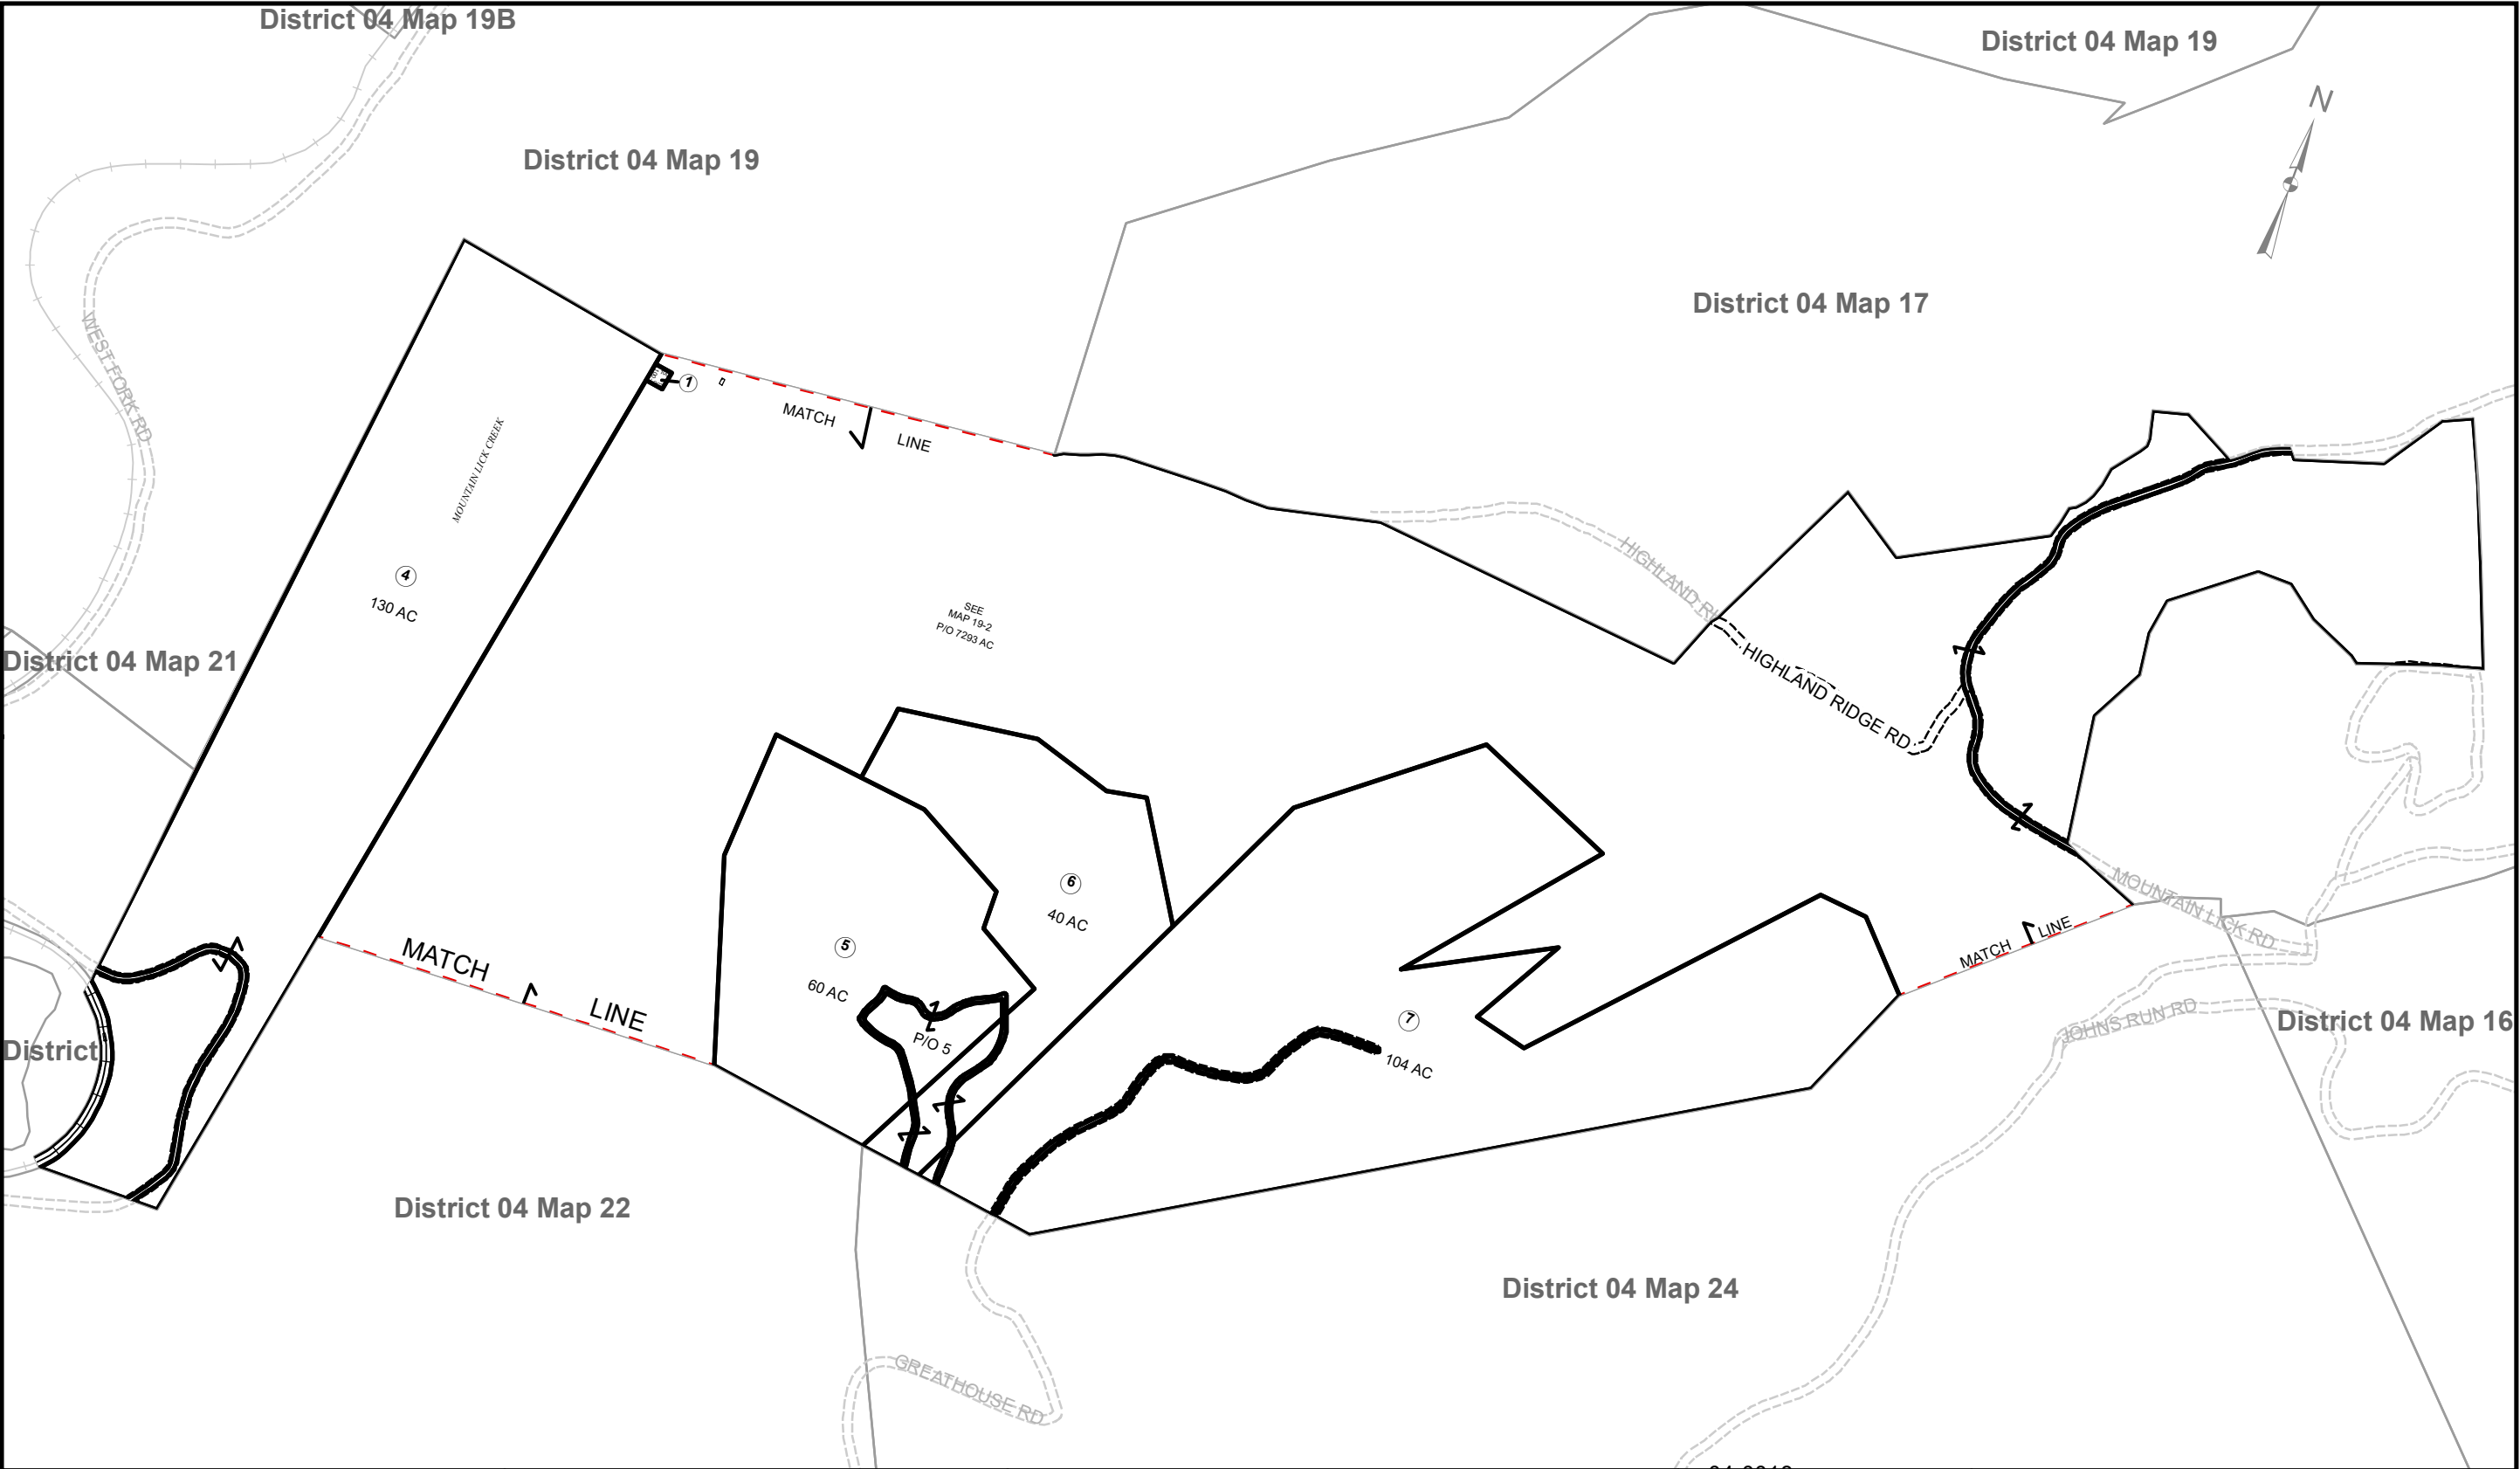 District 04 Map 19B
District 04 Map 19
N
District 04 Map 19
District 04 Map 17
WEST FORK RD
1
MATCH
LINE
MOUNTAIN LICK CREEK
4
130 AC
SEE
MAP 19-2
P/O 7293 AC
HIGHLAND
HIGHLAND RIDGE RD
District 04 Map 21
6
40 AC
5
60 AC
MATCH
LINE
P/O 5
7
104 AC
MOUNTAIN LICK RD
MATCH
LINE
JOHNS RUN RD
District 04 Map 16
District
District 04 Map 22
District 04 Map 24
GREATHOUSE RD